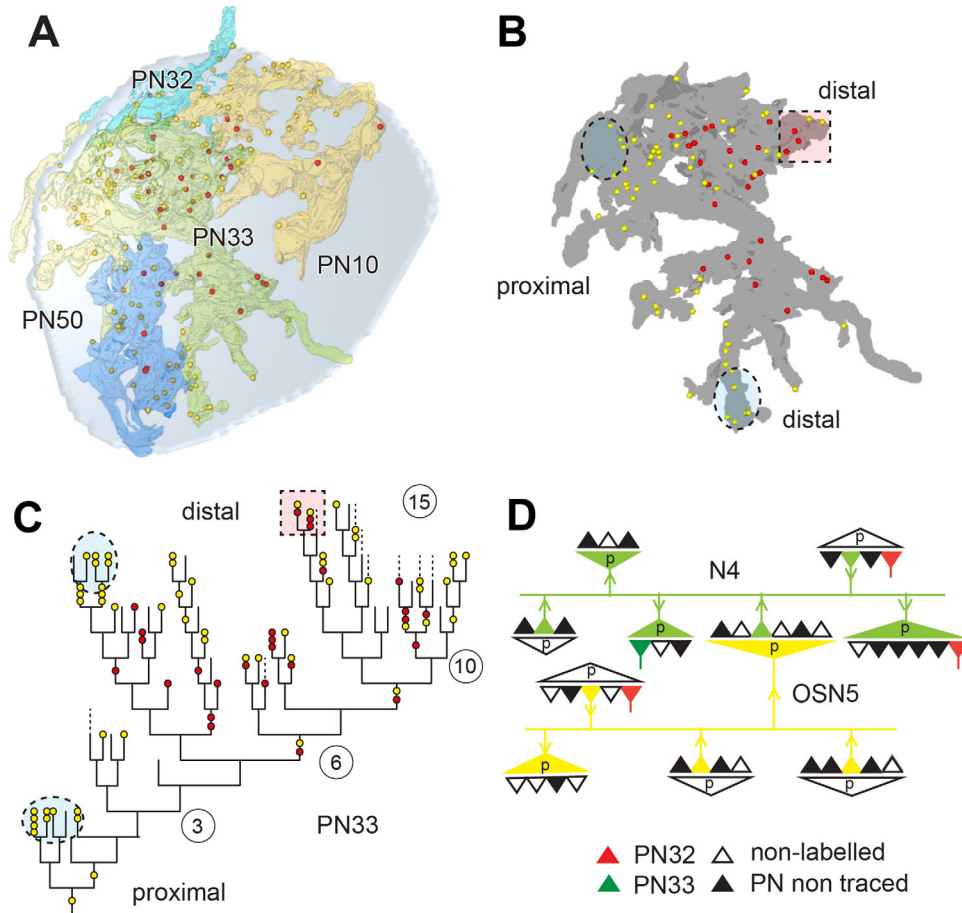 A
PN32
PN33
PN10
PN50
B
distal
proximal
distal
C
distal
15
10
6
3
PN33
proximal
D
p
p
N4
p
p
p
p
p
OSN5
p
p
p
PN32
non-labelled
PN33
PN non traced